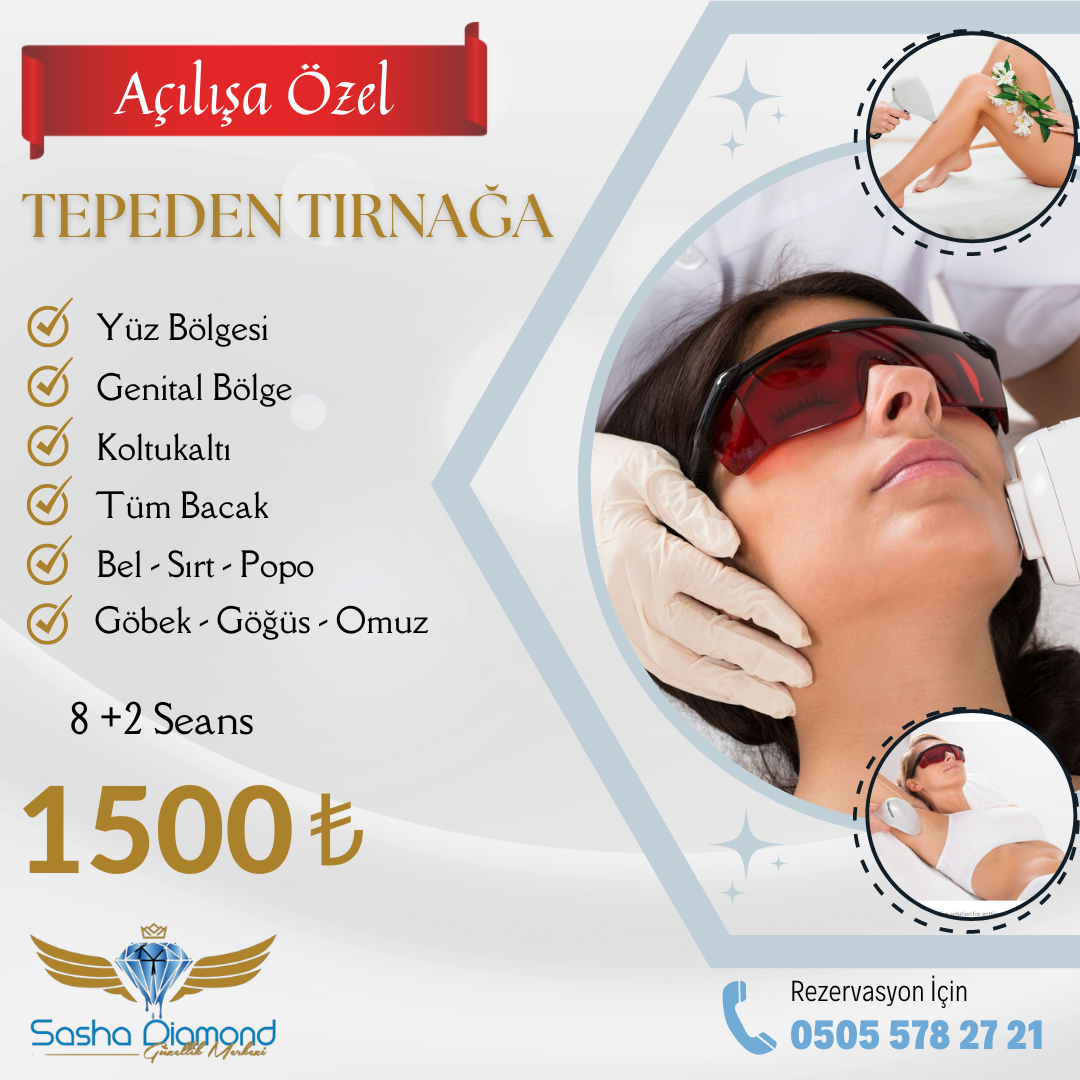 Açılışa Özel
TEPEDEN TIRNAĞA
Yüz Bölgesi
Genital Bölge
Koltukaltı
Tüm Bacak
Bel - Sırt - Popo
Göbek - Göğüs - Omuz
8 +2 Seans
1500 ₺
Sasha Diamond
Güzellik Merkezi
Rezervasyon İçin
0505 578 27 21